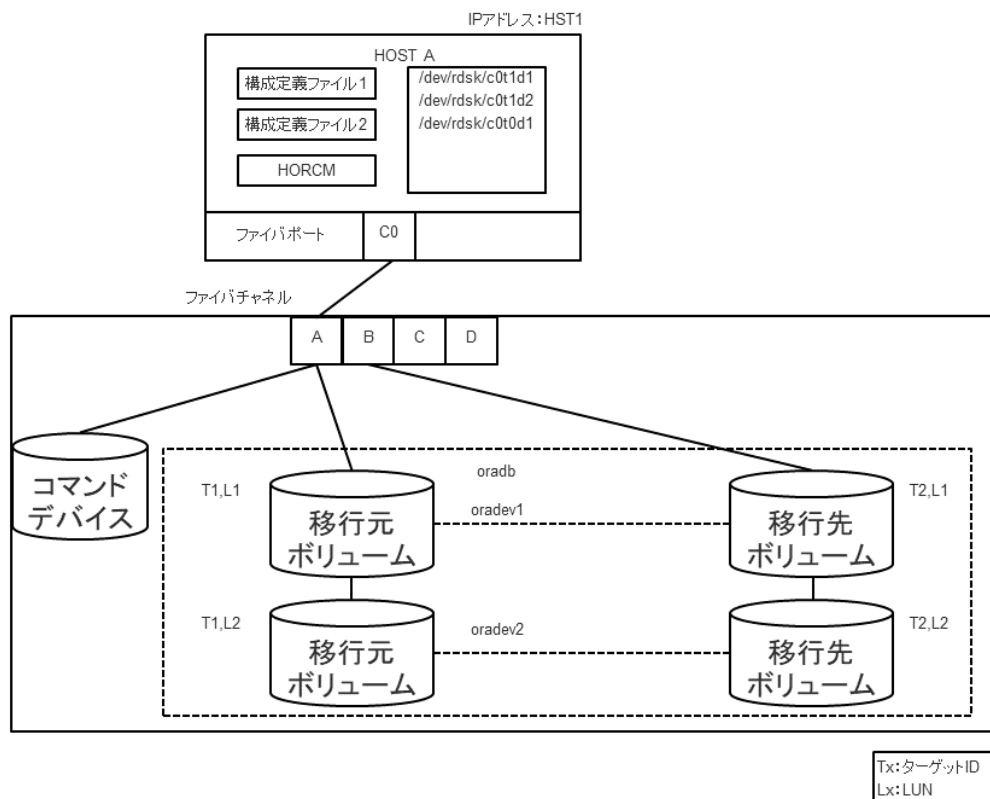 IPアドレス:HST1
HOST A
構成定義ファイル1
構成定義ファイル2
HORCM
/dev/rdsk/c0t1d1
/dev/rdsk/c0t1d2
/dev/rdsk/c0t0d1
ファイバポート
C0
ファイバチャネル
A
B
C
D
コマンド
デバイス
oradb
T1,L1
移行元
ボリューム
oradev1
移行先
ボリューム
T2,L1
T1,L2
移行元
ボリューム
oradev2
移行先
ボリューム
T2,L2
Tx:ターゲットID
Lx:LUN